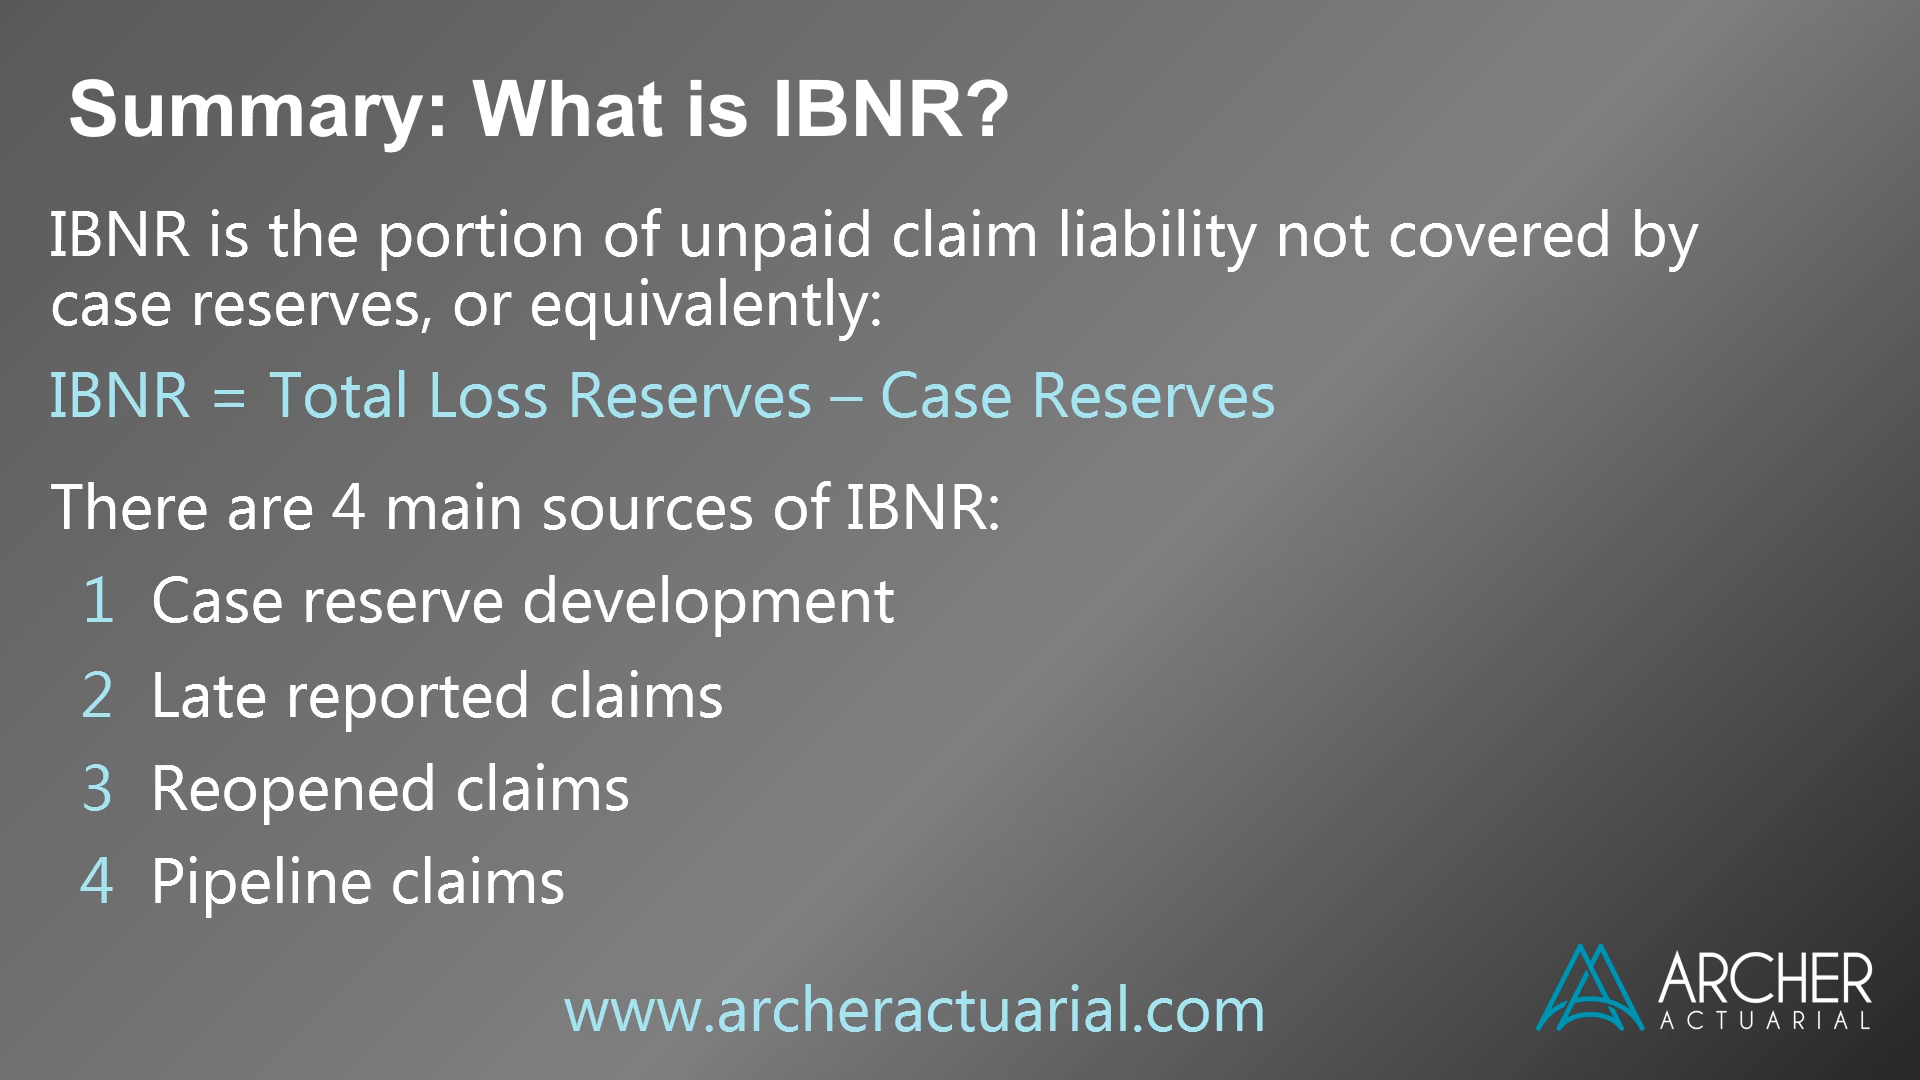 Summary: What is IBNR?
IBNR is the portion of unpaid claim liability not covered by
case reserves, or equivalently:
IBNR = Total Loss Reserves – Case Reserves
There are 4 main sources of IBNR:
1 Case reserve development
2 Late reported claims
3 Reopened claims
4 Pipeline claims
www.archeractuarial.com
ARCHER
ACTUARIAL